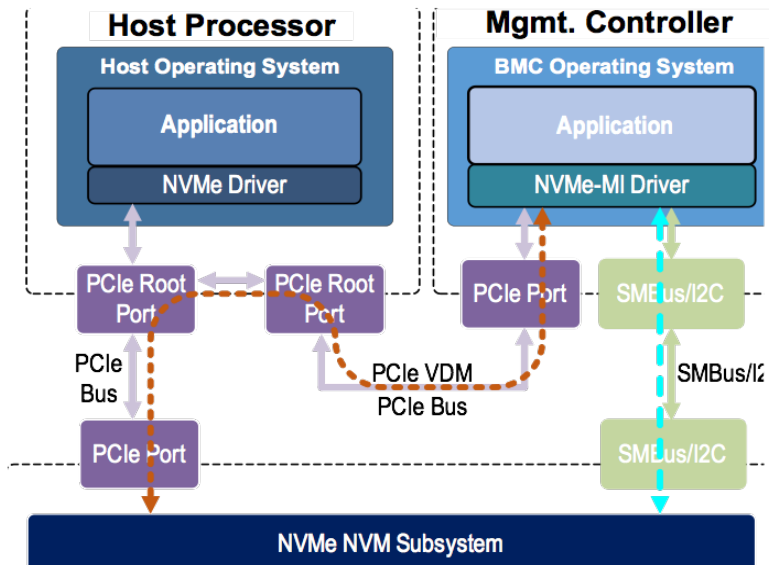 Host Processor
Mgmt. Controller
Host Operating System
BMC Operating System
Application
Application
NVMe Driver
NVMe-MI Driver
PCIe Root
Port
PCIe Root
Port
PCIe Port
SMBus/I2C
PCIe
Bus
PCIe VDM
PCIe Bus
SMBus/I2
PCIe Port
SMBus/I2C
NVMe NVM Subsystem